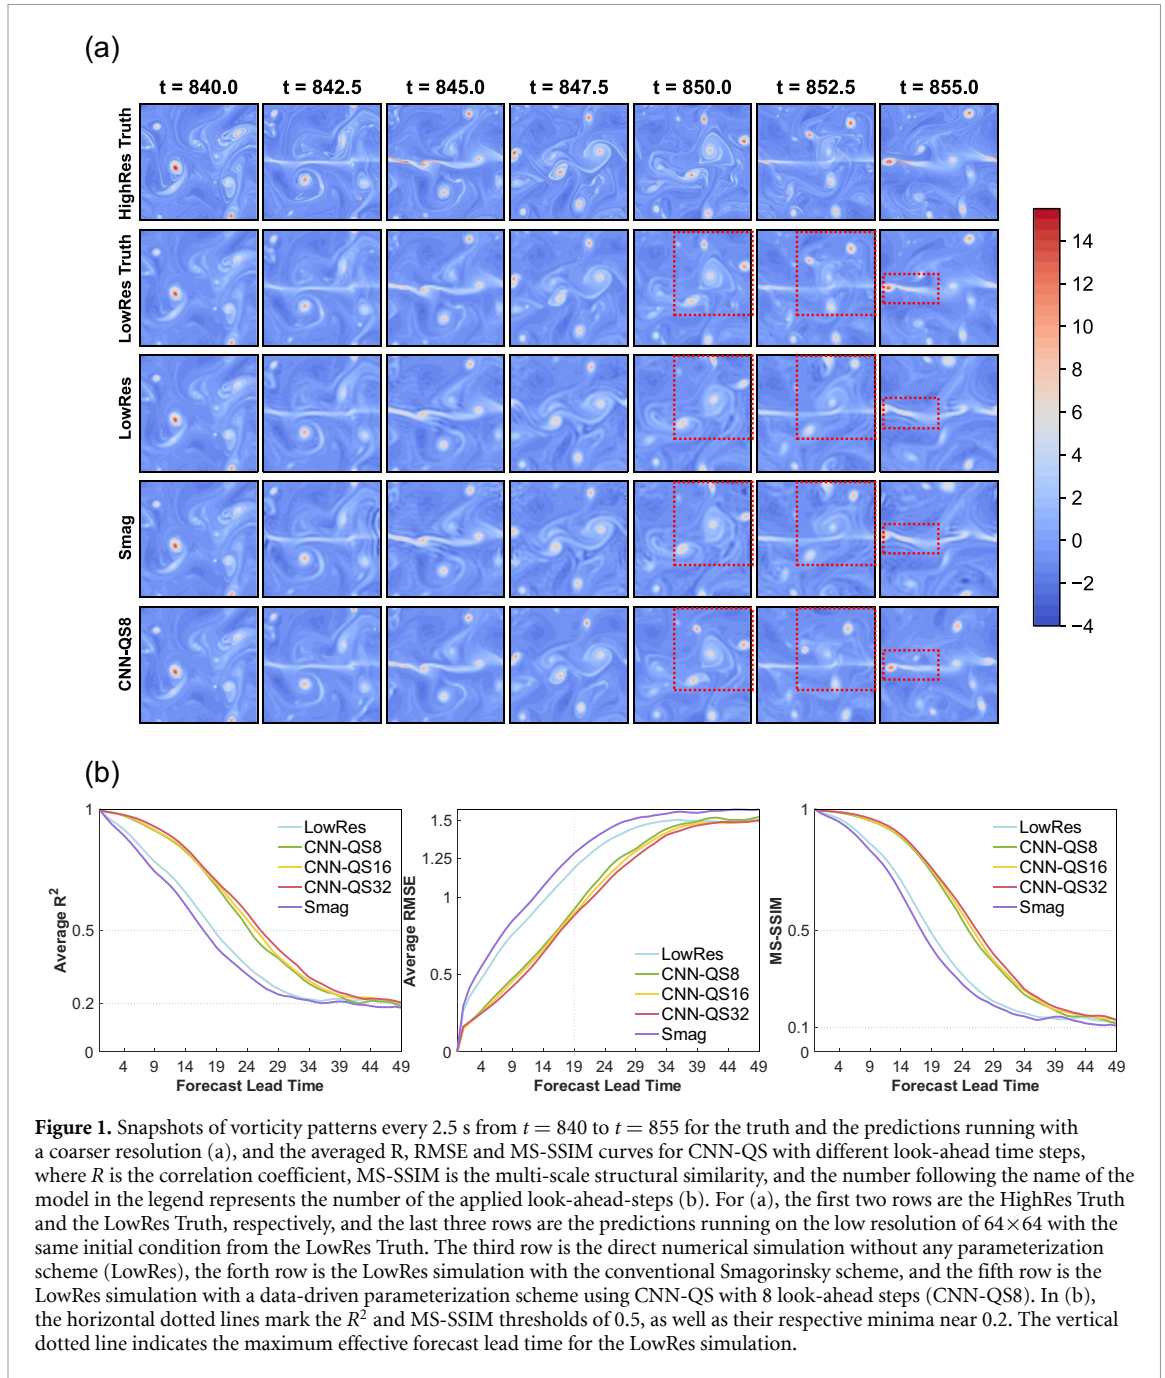 (a)
t = 840.0 t = 842.5 t = 845.0 t = 847.5 t = 850.0 t = 852.5 t = 855.0
HighRes Truth
LowRes Truth
LowRes
Smag
CNN-QS8
14
12
10
8
6
4
2
0
−2
−4
(b)
1
0.5
0.2
0
Average R²
LowRes
CNN-QS8
CNN-QS16
CNN-QS32
Smag
4 9 14 19 24 29 34 39 44 49
Forecast Lead Time
1.5
1.25
1
0.5
0
Average RMSE
LowRes
CNN-QS8
CNN-QS16
CNN-QS32
Smag
4 9 14 19 24 29 34 39 44 49
Forecast Lead Time
1
0.5
0.1
0
MS-SSIM
LowRes
CNN-QS8
CNN-QS16
CNN-QS32
Smag
4 9 14 19 24 29 34 39 44 49
Forecast Lead Time
Figure 1. Snapshots of vorticity patterns every 2.5 s from t = 840 to t = 855 for the truth and the predictions running with
a coarser resolution (a), and the averaged R, RMSE and MS-SSIM curves for CNN-QS with different look-ahead time steps,
where R is the correlation coefficient, MS-SSIM is the multi-scale structural similarity, and the number following the name of the
model in the legend represents the number of the applied look-ahead-steps (b). For (a), the first two rows are the HighRes Truth
and the LowRes Truth, respectively, and the last three rows are the predictions running on the low resolution of 64×64 with the
same initial condition from the LowRes Truth. The third row is the direct numerical simulation without any parameterization
scheme (LowRes), the forth row is the LowRes simulation with the conventional Smagorinsky scheme, and the fifth row is the
LowRes simulation with a data-driven parameterization scheme using CNN-QS with 8 look-ahead steps (CNN-QS8). In (b),
the horizontal dotted lines mark the R² and MS-SSIM thresholds of 0.5, as well as their respective minima near 0.2. The vertical
dotted line indicates the maximum effective forecast lead time for the LowRes simulation.